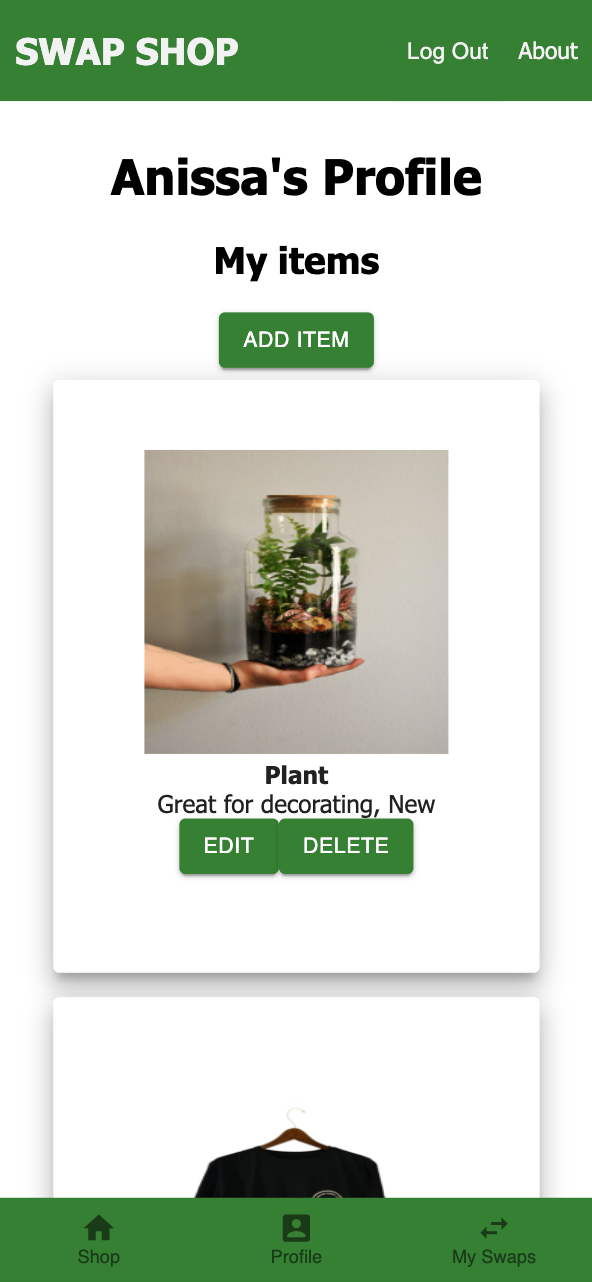 SWAP SHOP
Log Out
About
Anissa's Profile
My items
ADD ITEM
Plant
Great for decorating, New
EDIT
DELETE
Shop
Profile
My Swaps